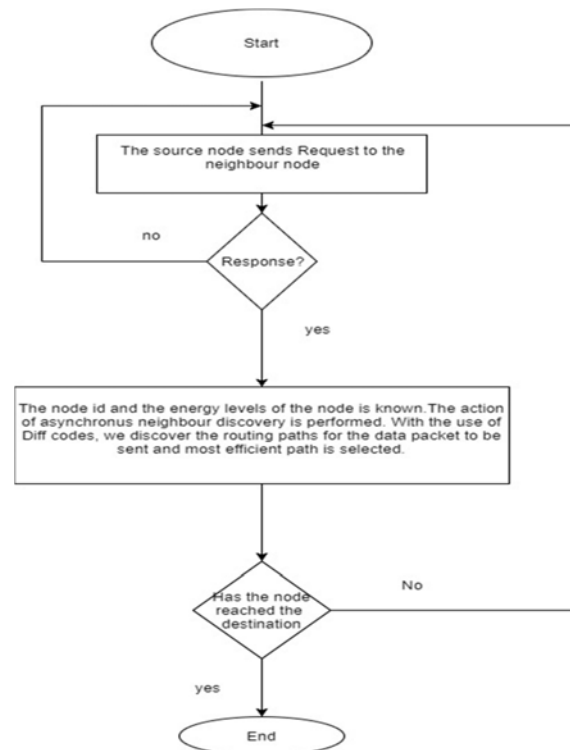 Start
The source node sends Request to the
neighbour node
no
Response?
yes
The node id and the energy levels of the node is known.The action
of asynchronus neighbour discovery is performed. With the use of
Diff codes, we discover the routing paths for the data packet to be
sent and most efficient path is selected.
No
Has the node
reached the
destination
yes
End